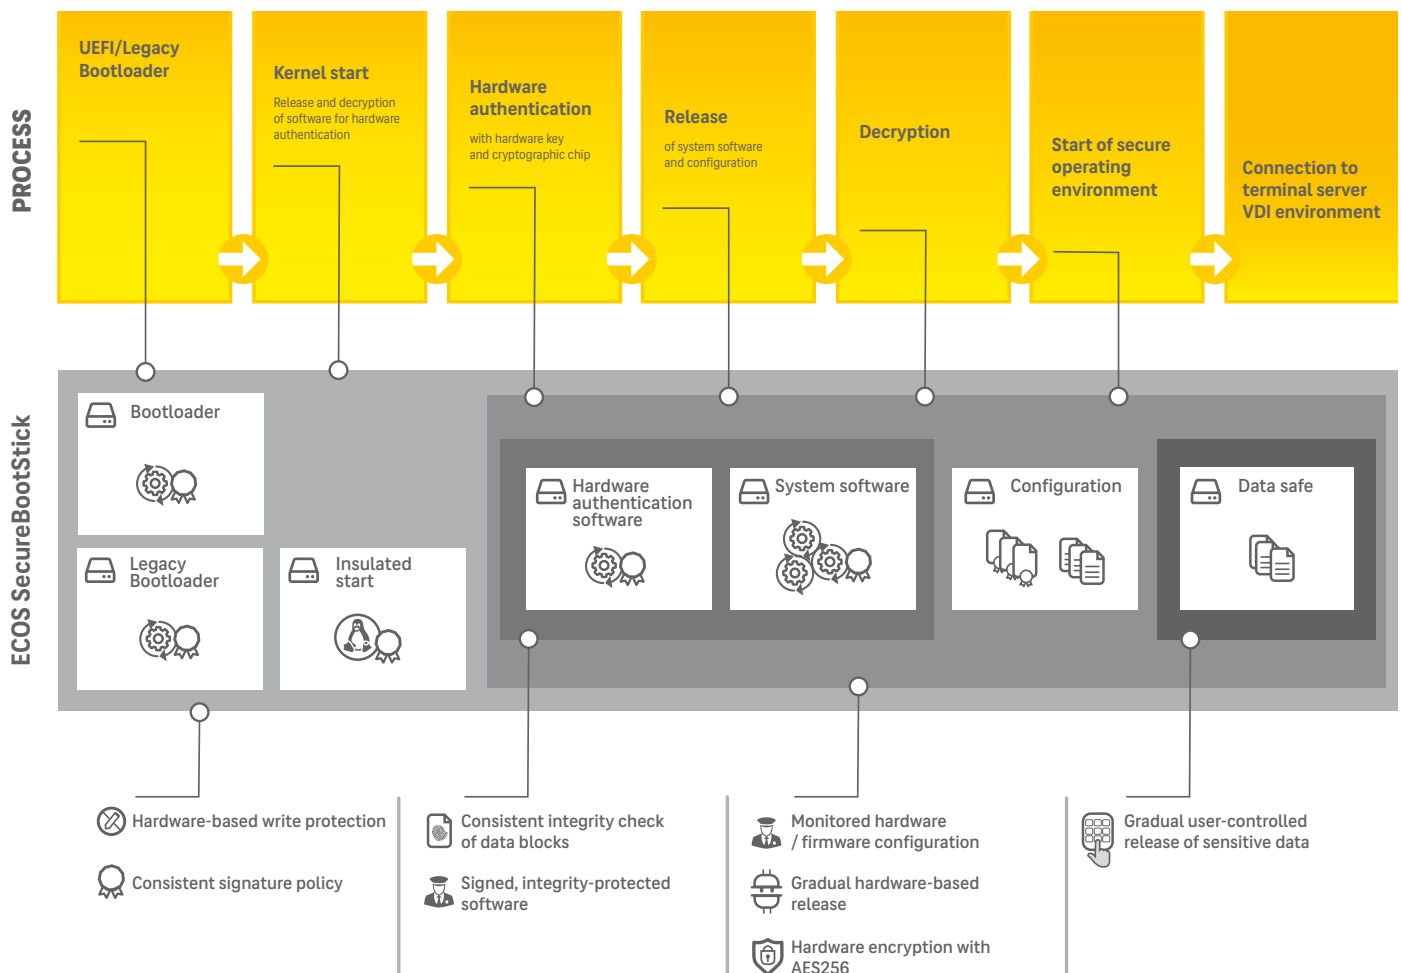 PROCESS
UEFI/Legacy
Bootloader
Kernel start
Release and decryption
of software for hardware
authentication
Hardware
authentication
with hardware key
and cryptographic chip
Release
of system software
and configuration
Decryption
Start of secure
operating
environment
Connection to
terminal server
VDI environment
ECOS SecureBootStick
Bootloader
Legacy
Bootloader
Insulated
start
Hardware
authentication
software
System software
Configuration
Data safe
Hardware-based write protection
Consistent signature policy
Consistent integrity check
of data blocks
Signed, integrity-protected
software
Monitored hardware
/ firmware configuration
Gradual hardware-based
release
Hardware encryption with
AES256
Gradual user-controlled
release of sensitive data